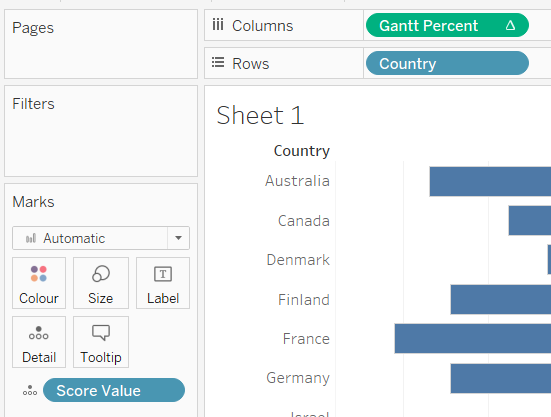 Pages
Columns
Gantt Percent Δ
Rows
Country
Filters
Sheet 1
Country
Australia
Canada
Denmark
Finland
France
Germany
Israel
Marks
Automatic
Colour
Size
T
Label
Detail
Tooltip
Score Value